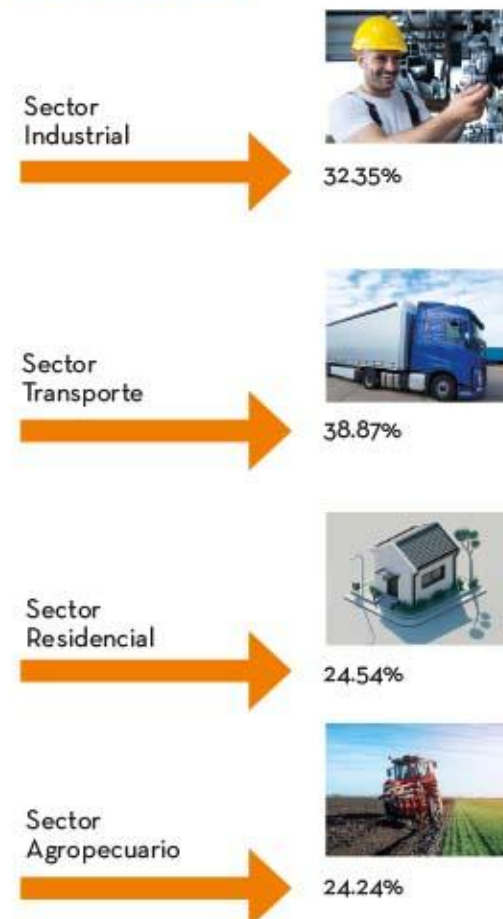 Sector
Industrial
32.35%
Sector
Transporte
38.87%
Sector
Residencial
24.54%
Sector
Agropecuario
24.24%